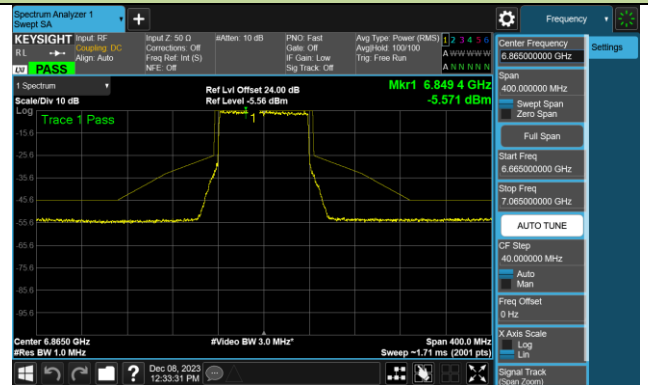 Spectrum Analyzer 1
Swept SA
+
Frequency
KEYSIGHT
Input: RF
Coupling: DC
Align: Auto
Input Z: 50 Ω
Corrections: Off
Freq Ref: Int (S)
NFE: Off
#Atten: 10 dB
PNO: Fast
Gate: Off
IF Gain: Low
Sig Track: Off
Avg Type: Power (RMS)
Avg|Hold: 100/100
Trig: Free Run
1 2 3 4 5 6
A W W W W W
A N N N N N
R L
LV PASS
1 Spectrum
Scale/Div 10 dB
Ref Lvl Offset 24.00 dB
Ref Level -5.56 dBm
Mkr1 6.849 4 GHz
-5.571 dBm
Log
Trace 1 Pass
1
-15.6
-25.6
-35.6
-45.6
-55.6
-65.6
-75.6
-85.6
-95.6
Center 6.8650 GHz
#Res BW 1.0 MHz
#Video BW 3.0 MHz*
Span 400.0 MHz
Sweep ~1.71 ms (2001 pts)
Center Frequency
6.865000000 GHz
Settings
Span
400.000000 MHz
Swept Span
Zero Span
Full Span
Start Freq
6.665000000 GHz
Stop Freq
7.065000000 GHz
AUTO TUNE
CF Step
40.000000 MHz
Auto
Man
Freq Offset
0 Hz
X Axis Scale
Log
Lin
Signal Track
(Span Zoom)
?
Dec 08, 2023
12:33:31 PM